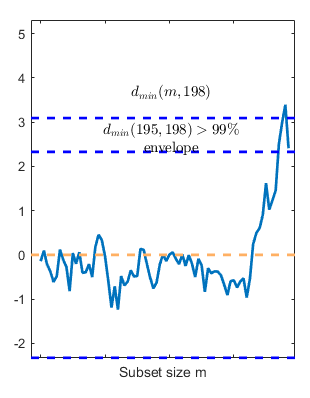 5
4
3
2
1
0
-1
-2
d_{min}(m, 198)
d_{min}(195, 198) > 99%
envelope
Subset size m